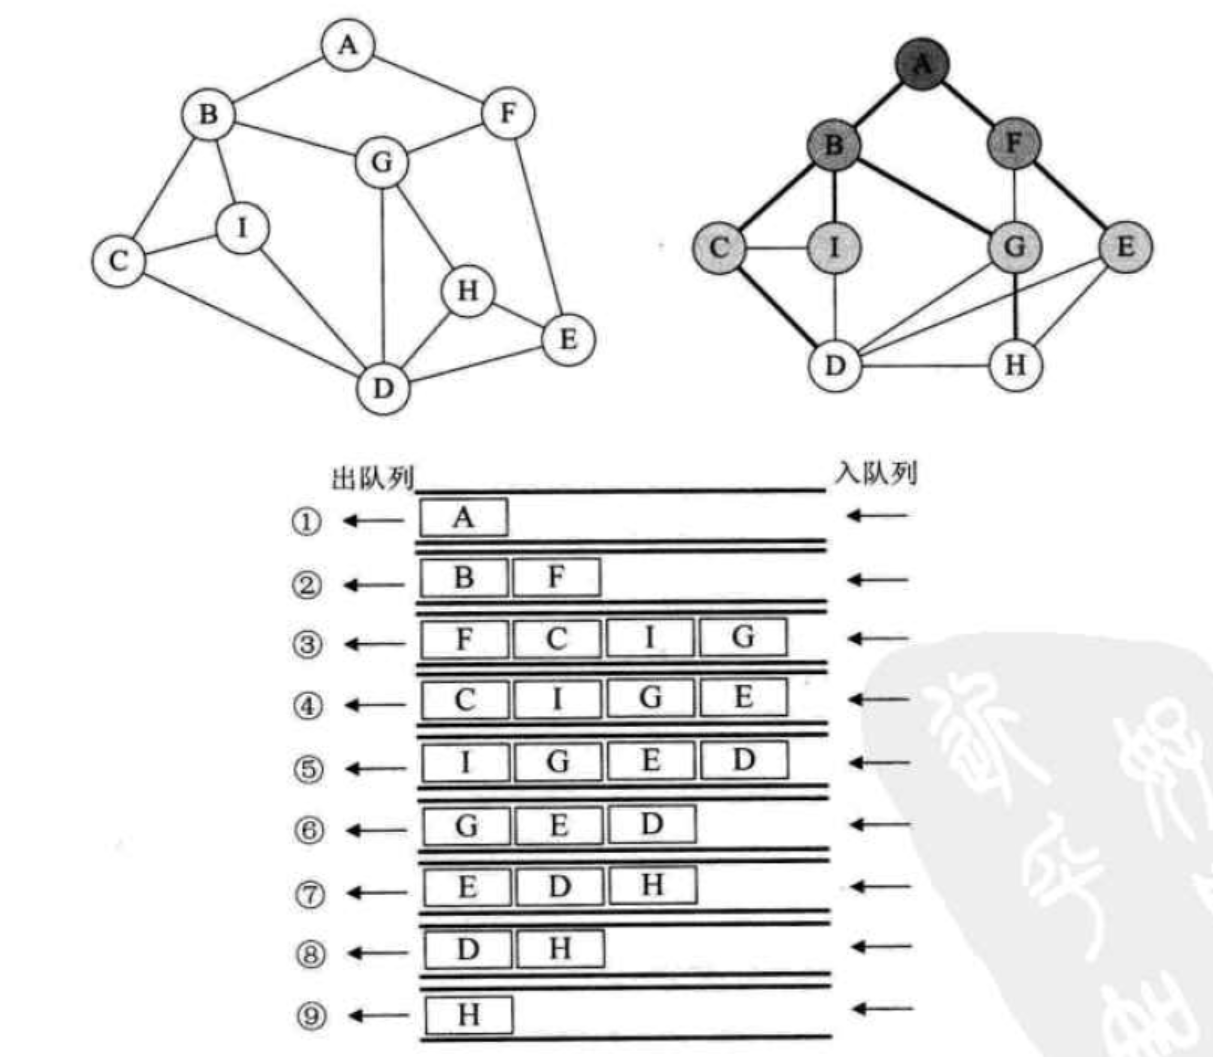 A
B
F
G
I
C
H
E
D
A
B
F
C
I
G
E
D
H
出队列
入队列
① A
② B F
③ F C I G
④ C I G E
⑤ I G E D
⑥ G E D
⑦ E D H
⑧ D H
⑨ H